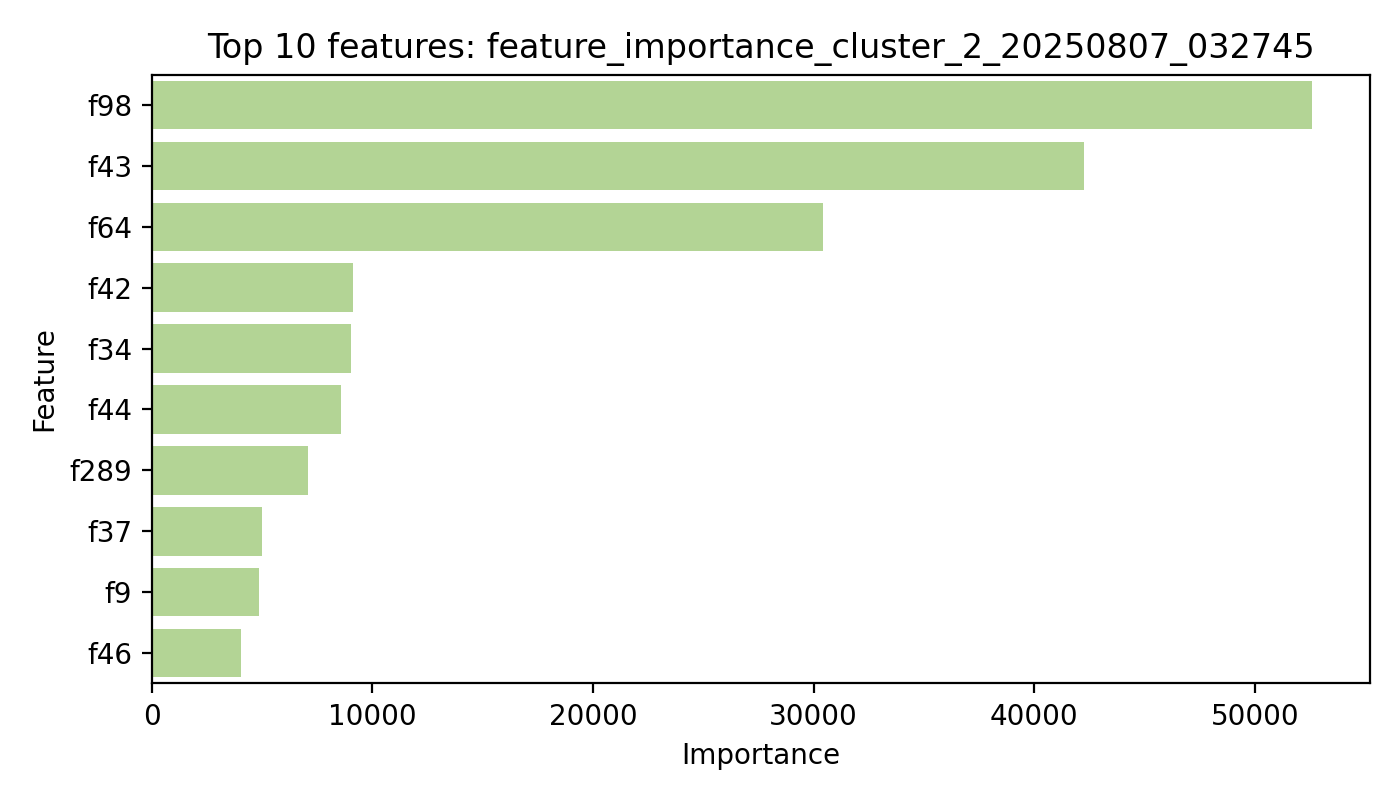 Top 10 features: feature_importance_cluster_2_20250807_032745
f98
f43
f64
f42
f34
f44
f289
f37
f9
f46
Feature
0 10000 20000 30000 40000 50000
Importance